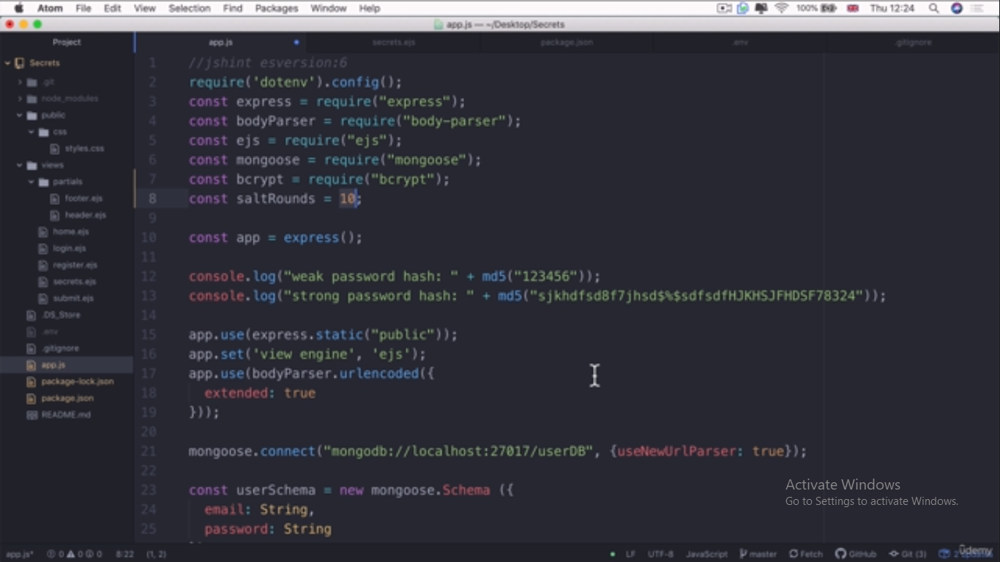 Atom File Edit View Selection Find Packages Window Help 100% Thu 12:24
app.js — ~/Desktop/Secrets
Project app.js secrets.ejs package.json .env .gitignore
Secrets
.git
node_modules
public
css
styles.css
views
partials
footer.ejs
header.ejs
home.ejs
login.ejs
register.ejs
secrets.ejs
submit.ejs
.DS_Store
.env
.gitignore
app.js
package-lock.json
package.json
README.md
1 //jshint esversion:6
2 require('dotenv').config();
3 const express = require("express");
4 const bodyParser = require("body-parser");
5 const ejs = require("ejs");
6 const mongoose = require("mongoose");
7 const bcrypt = require("bcrypt");
8 const saltRounds = 10;
9
10 const app = express();
11
12 console.log("weak password hash: " + md5("123456"));
13 console.log("strong password hash: " + md5("sjkhdfsd8f7jhsd$%$sdfsdfHJKHSJFHDSF78324"));
14
15 app.use(express.static("public"));
16 app.set('view engine', 'ejs');
17 app.use(bodyParser.urlencoded({
18 extended: true
19 }));
20
21 mongoose.connect("mongodb://localhost:27017/userDB", {useNewUrlParser: true});
22
23 const userSchema = new mongoose.Schema ({
24 email: String,
25 password: String
Activate Windows
Go to Settings to activate Windows.
app.js* 0 0 0 8:22 (1, 2) LF UTF-8 JavaScript master Fetch GitHub Git (3) 2 updates
ûdemy